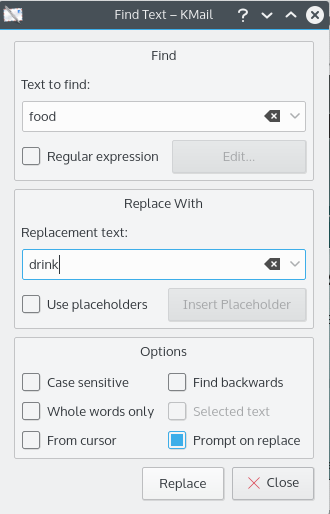 Find Text – KMail
Find
Text to find:
food
Regular expression
Edit...
Replace With
Replacement text:
drink
Use placeholders
Insert Placeholder
Options
Case sensitive
Find backwards
Whole words only
Selected text
From cursor
Prompt on replace
Replace
Close